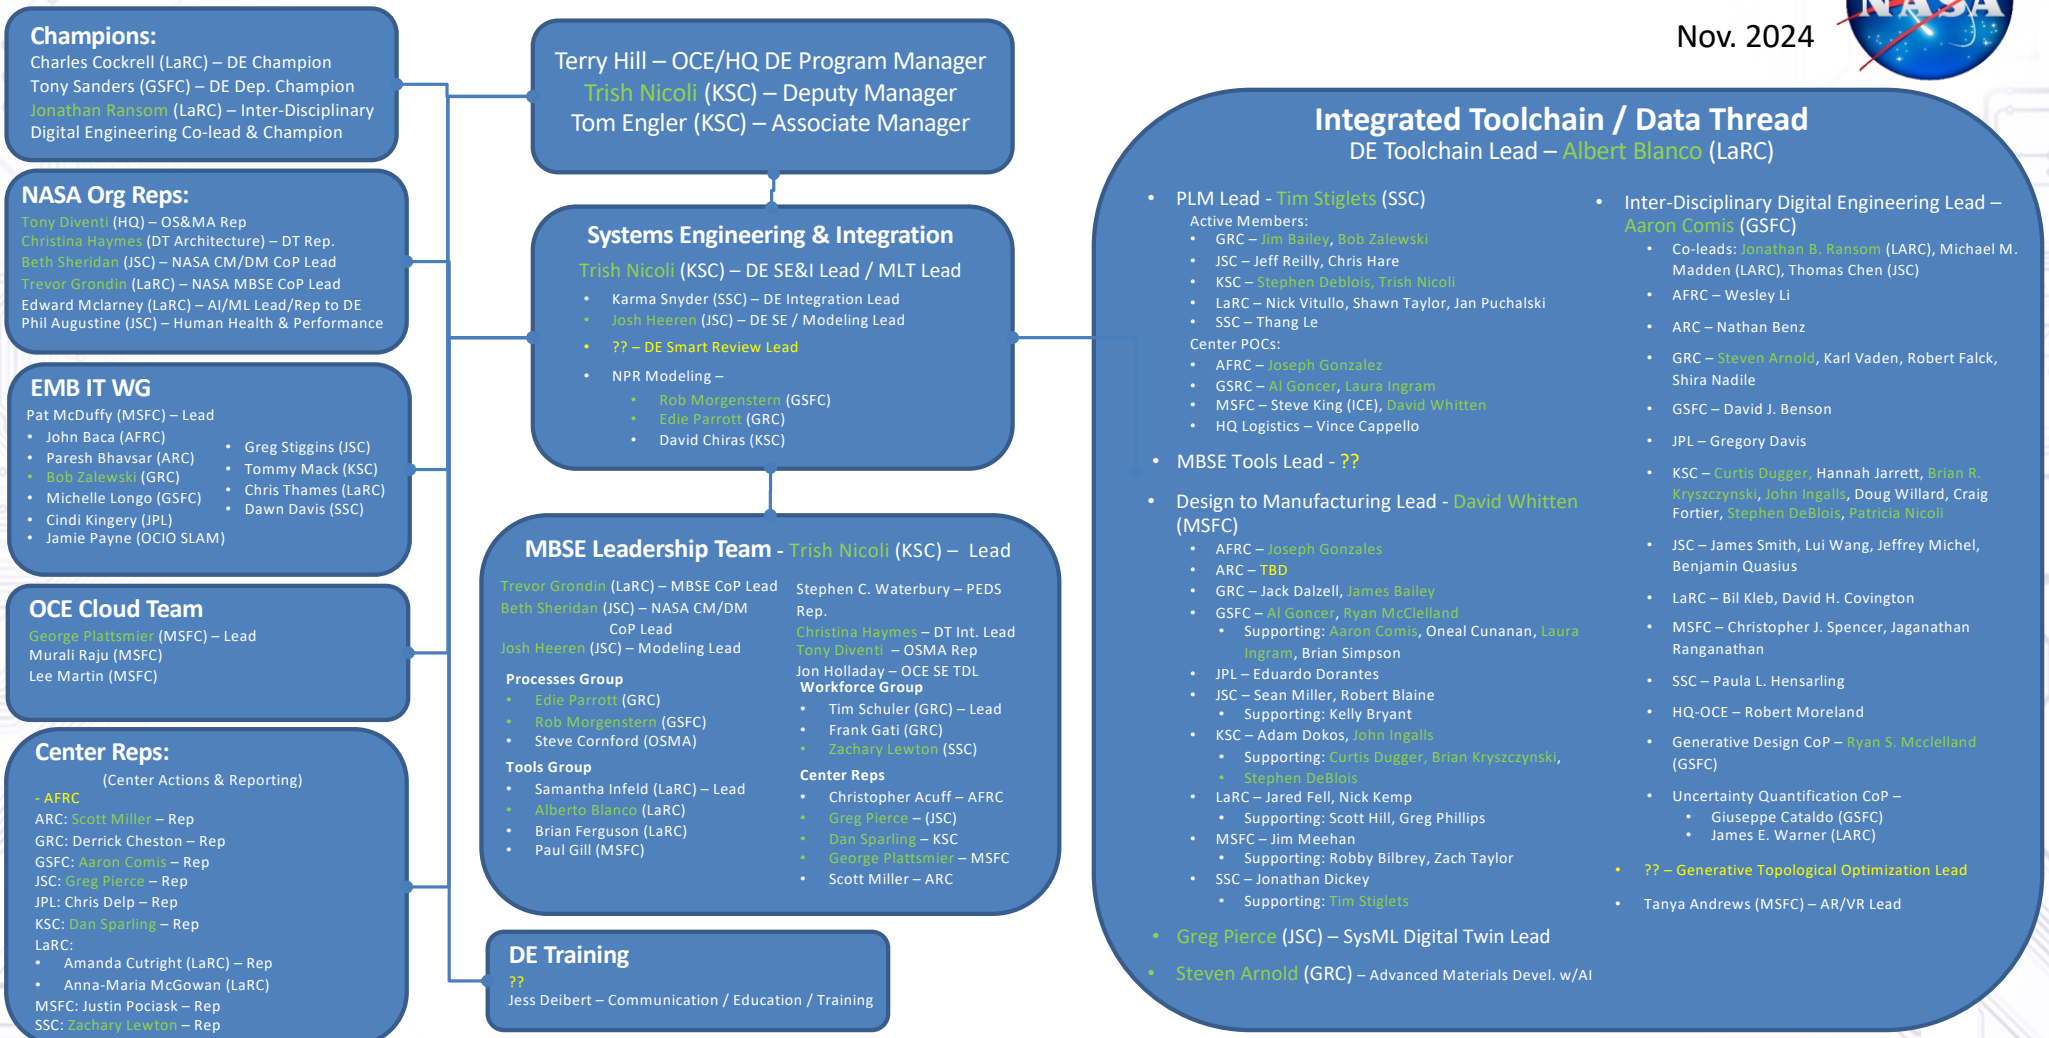 Nov. 2024
NASA
Champions:
Charles Cockrell (LaRC) – DE Champion
Tony Sanders (GSFC) – DE Dep. Champion
Jonathan Ransom (LaRC) – Inter-Disciplinary
Digital Engineering Co-lead & Champion
NASA Org Reps:
Tony Diventi (HQ) – OS&MA Rep
Christina Haymes (DT Architecture) – DT Rep.
Beth Sheridan (JSC) – NASA CM/DM CoP Lead
Trevor Grondin (LaRC) – NASA MBSE CoP Lead
Edward Mclarney (LaRC) – AI/ML Lead/Rep to DE
Phil Augustine (JSC) – Human Health & Performance
EMB IT WG
Pat McDuffy (MSFC) – Lead
• John Baca (AFRC)
• Paresh Bhavsar (ARC)
• Bob Zalewski (GRC)
• Michelle Longo (GSFC)
• Cindi Kingery (JPL)
• Jamie Payne (OCIO SLAM)
• Greg Stiggins (JSC)
• Tommy Mack (KSC)
• Chris Thames (LaRC)
• Dawn Davis (SSC)
OCE Cloud Team
George Plattsmier (MSFC) – Lead
Murali Raju (MSFC)
Lee Martin (MSFC)
Center Reps:
(Center Actions & Reporting)
- AFRC
ARC: Scott Miller – Rep
GRC: Derrick Cheston – Rep
GSFC: Aaron Comis – Rep
JSC: Greg Pierce – Rep
JPL: Chris Delp – Rep
KSC: Dan Sparling – Rep
LaRC:
• Amanda Cutright (LaRC) – Rep
• Anna-Maria McGowan (LaRC)
MSFC: Justin Pociask – Rep
SSC: Zachary Lewton – Rep
Terry Hill – OCE/HQ DE Program Manager
Trish Nicoli (KSC) – Deputy Manager
Tom Engler (KSC) – Associate Manager
Systems Engineering & Integration
Trish Nicoli (KSC) – DE SE&I Lead / MLT Lead
• Karma Snyder (SSC) – DE Integration Lead
• Josh Heeren (JSC) – DE SE / Modeling Lead
• ?? – DE Smart Review Lead
• NPR Modeling –
• Rob Morgenstern (GSFC)
• Edie Parrott (GRC)
• David Chiras (KSC)
MBSE Leadership Team - Trish Nicoli (KSC) – Lead
Trevor Grondin (LaRC) – MBSE CoP Lead
Beth Sheridan (JSC) – NASA CM/DM
CoP Lead
Josh Heeren (JSC) – Modeling Lead
Processes Group
• Edie Parrott (GRC)
• Rob Morgenstern (GSFC)
• Steve Cornford (OSMA)
Tools Group
• Samantha Infeld (LaRC) – Lead
• Alberto Blanco (LaRC)
• Brian Ferguson (LaRC)
• Paul Gill (MSFC)
Stephen C. Waterbury – PEDS
Rep.
Christina Haymes – DT Int. Lead
Tony Diventi – OSMA Rep
Jon Holladay – OCE SE TDL
Workforce Group
• Tim Schuler (GRC) – Lead
• Frank Gati (GRC)
• Zachary Lewton (SSC)
Center Reps
• Christopher Acuff – AFRC
• Greg Pierce – (JSC)
• Dan Sparling – KSC
• George Plattsmier – MSFC
• Scott Miller – ARC
DE Training
??
Jess Deibert – Communication / Education / Training
Integrated Toolchain / Data Thread
DE Toolchain Lead – Albert Blanco (LaRC)
• PLM Lead - Tim Stiglets (SSC)
Active Members:
• GRC – Jim Bailey, Bob Zalewski
• JSC – Jeff Reilly, Chris Hare
• KSC – Stephen Deblois, Trish Nicoli
• LaRC – Nick Vitullo, Shawn Taylor, Jan Puchalski
• SSC – Thang Le
Center POCs:
• AFRC – Joseph Gonzalez
• GSRC – Al Goncer, Laura Ingram
• MSFC – Steve King (ICE), David Whitten
• HQ Logistics – Vince Cappello
• MBSE Tools Lead - ??
• Design to Manufacturing Lead - David Whitten
(MSFC)
• AFRC – Joseph Gonzales
• ARC – TBD
• GRC – Jack Dalzell, James Bailey
• GSFC – Al Goncer, Ryan McClelland
• Supporting: Aaron Comis, Oneal Cunanan, Laura
Ingram, Brian Simpson
• JPL – Eduardo Dorantes
• JSC – Sean Miller, Robert Blaine
• Supporting: Kelly Bryant
• KSC – Adam Dokos, John Ingalls
• Supporting: Curtis Dugger, Brian Kryszczynski,
• Stephen DeBlois
• LaRC – Jared Fell, Nick Kemp
• Supporting: Scott Hill, Greg Phillips
• MSFC – Jim Meehan
• Supporting: Robby Bilbrey, Zach Taylor
• SSC – Jonathan Dickey
• Supporting: Tim Stiglets
• Greg Pierce (JSC) – SysML Digital Twin Lead
• Steven Arnold (GRC) – Advanced Materials Devel. w/AI
• Inter-Disciplinary Digital Engineering Lead –
Aaron Comis (GSFC)
• Co-leads: Jonathan B. Ransom (LARC), Michael M.
Madden (LARC), Thomas Chen (JSC)
• AFRC – Wesley Li
• ARC – Nathan Benz
• GRC – Steven Arnold, Karl Vaden, Robert Falck,
Shira Nadile
• GSFC – David J. Benson
• JPL – Gregory Davis
• KSC – Curtis Dugger, Hannah Jarrett, Brian R.
Kryszczynski, John Ingalls, Doug Willard, Craig
Fortier, Stephen DeBlois, Patricia Nicoli
• JSC – James Smith, Lui Wang, Jeffrey Michel,
Benjamin Quasius
• LaRC – Bil Kleb, David H. Covington
• MSFC – Christopher J. Spencer, Jaganathan
Ranganathan
• SSC – Paula L. Hensarling
• HQ-OCE – Robert Moreland
• Generative Design CoP – Ryan S. Mcclelland
(GSFC)
• Uncertainty Quantification CoP –
• Giuseppe Cataldo (GSFC)
• James E. Warner (LARC)
• ?? – Generative Topological Optimization Lead
• Tanya Andrews (MSFC) – AR/VR Lead